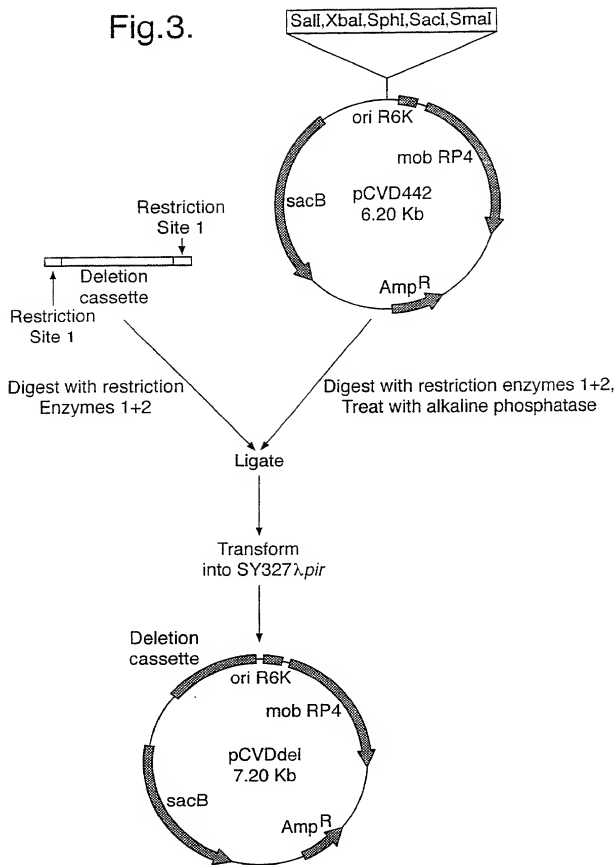 Fig.3.
SalI,XbaI,SphI,SacI,SmaI
ori R6K
mob RP4
pCVD442
6.20 Kb
sacB
AmpR
Restriction
Site 1
Deletion
cassette
Restriction
Site 1
Digest with restriction
Enzymes 1+2
Digest with restriction enzymes 1+2,
Treat with alkaline phosphatase
Ligate
Transform
into SY327λpir
Deletion
cassette
ori R6K
mob RP4
pCVDdel
7.20 Kb
sacB
AmpR